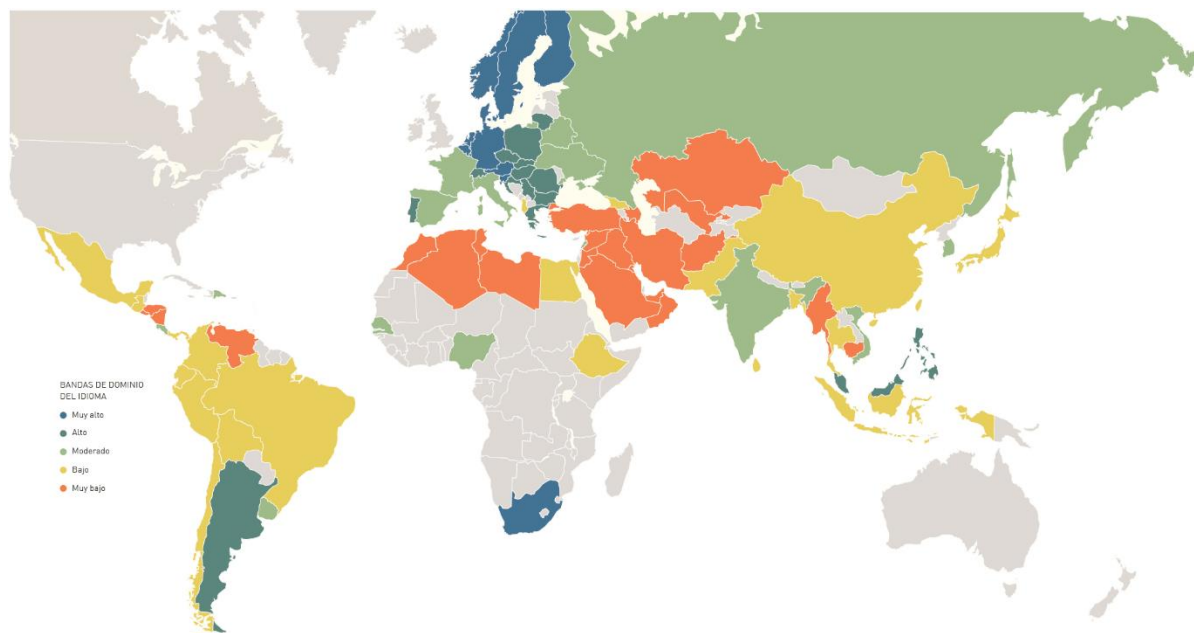 BANDAS DE DOMINIO
DEL IDIOMA
Muy alto
Alto
Moderado
Bajo
Muy bajo